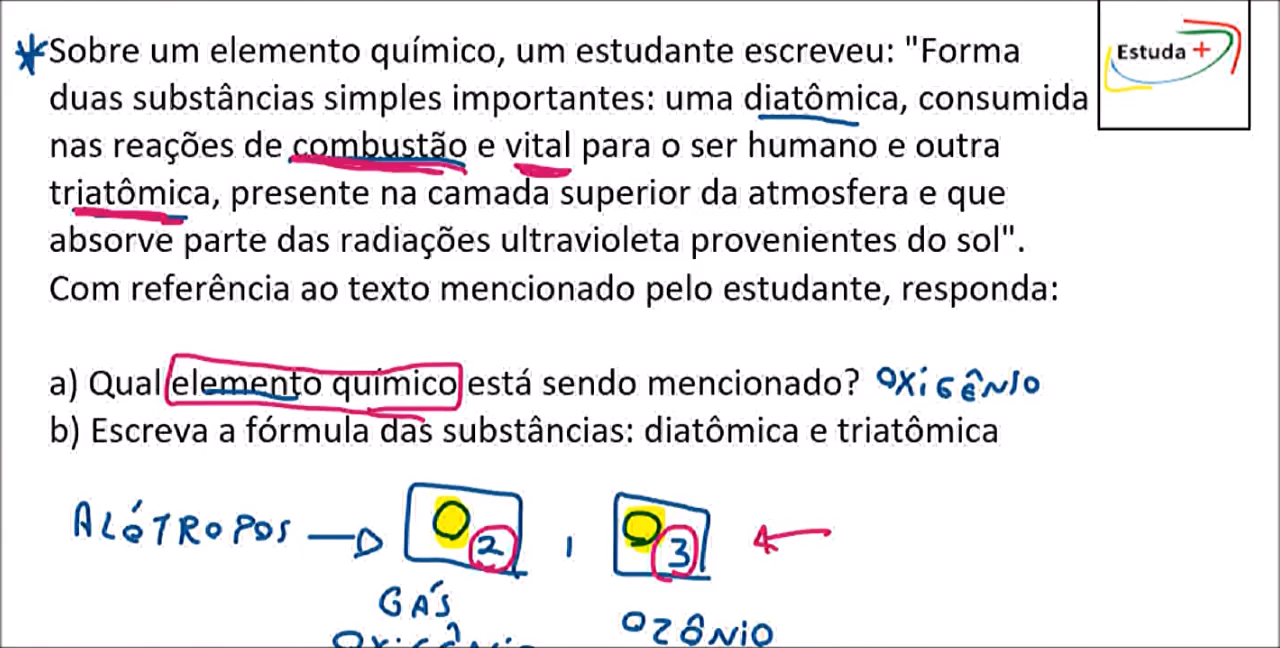 *Sobre um elemento químico, um estudante escreveu: "Forma
duas substâncias simples importantes: uma diatômica, consumida
nas reações de combustão e vital para o ser humano e outra
triatômica, presente na camada superior da atmosfera e que
absorve parte das radiações ultravioleta provenientes do sol".
Com referência ao texto mencionado pelo estudante, responda:
Estuda +
a) Qual elemento químico está sendo mencionado? OXIGÊNIO
b) Escreva a fórmula das substâncias: diatômica e triatômica
ALÓTROPOS → O2 , O3 ←
GÁS
OZÔNIO